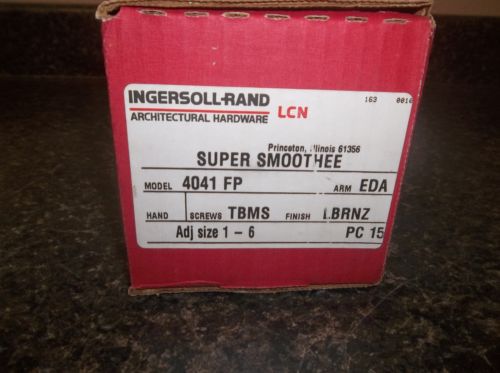 INGERSOLL-RAND LCN 163 0016
ARCHITECTURAL HARDWARE
Princeton, Illinois 61356
SUPER SMOOTHEE
MODEL 4041 FP ARM EDA
HAND SCREWS TBMS FINISH LBRNZ
Adj size 1 - 6 PC 15